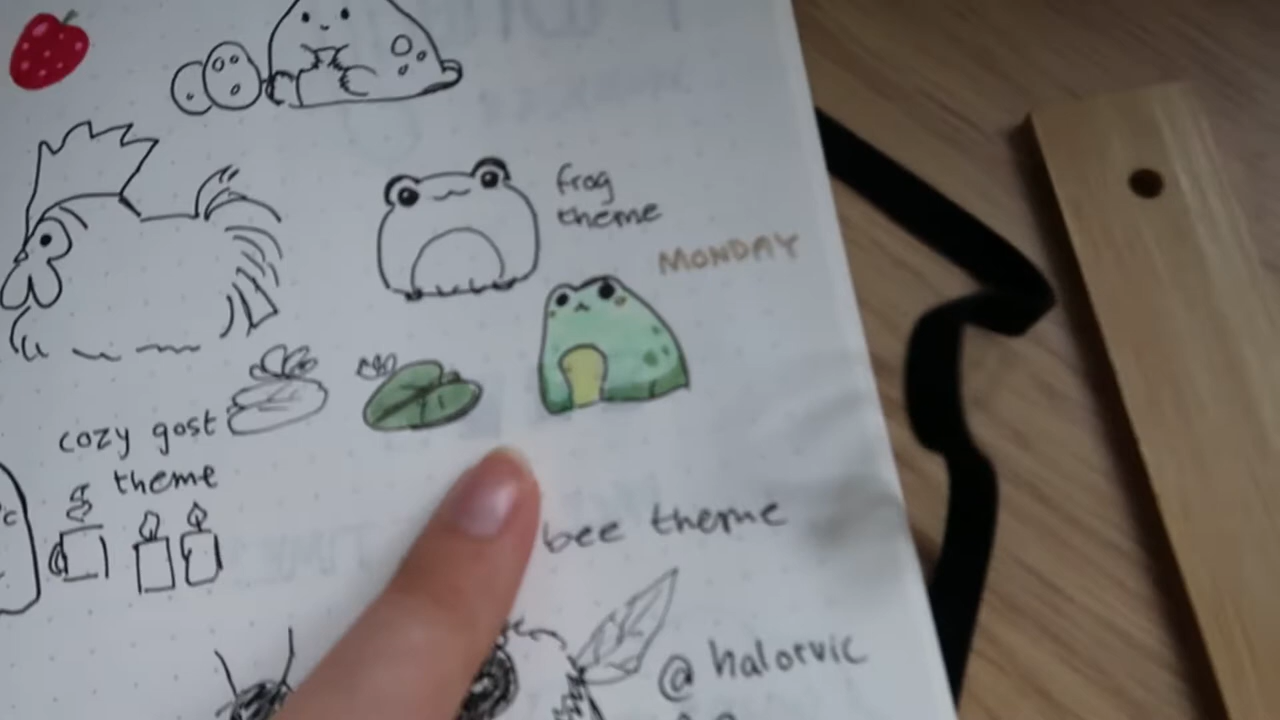 frog
theme
MONDAY
cozy gost
theme
bee theme
@halorvic